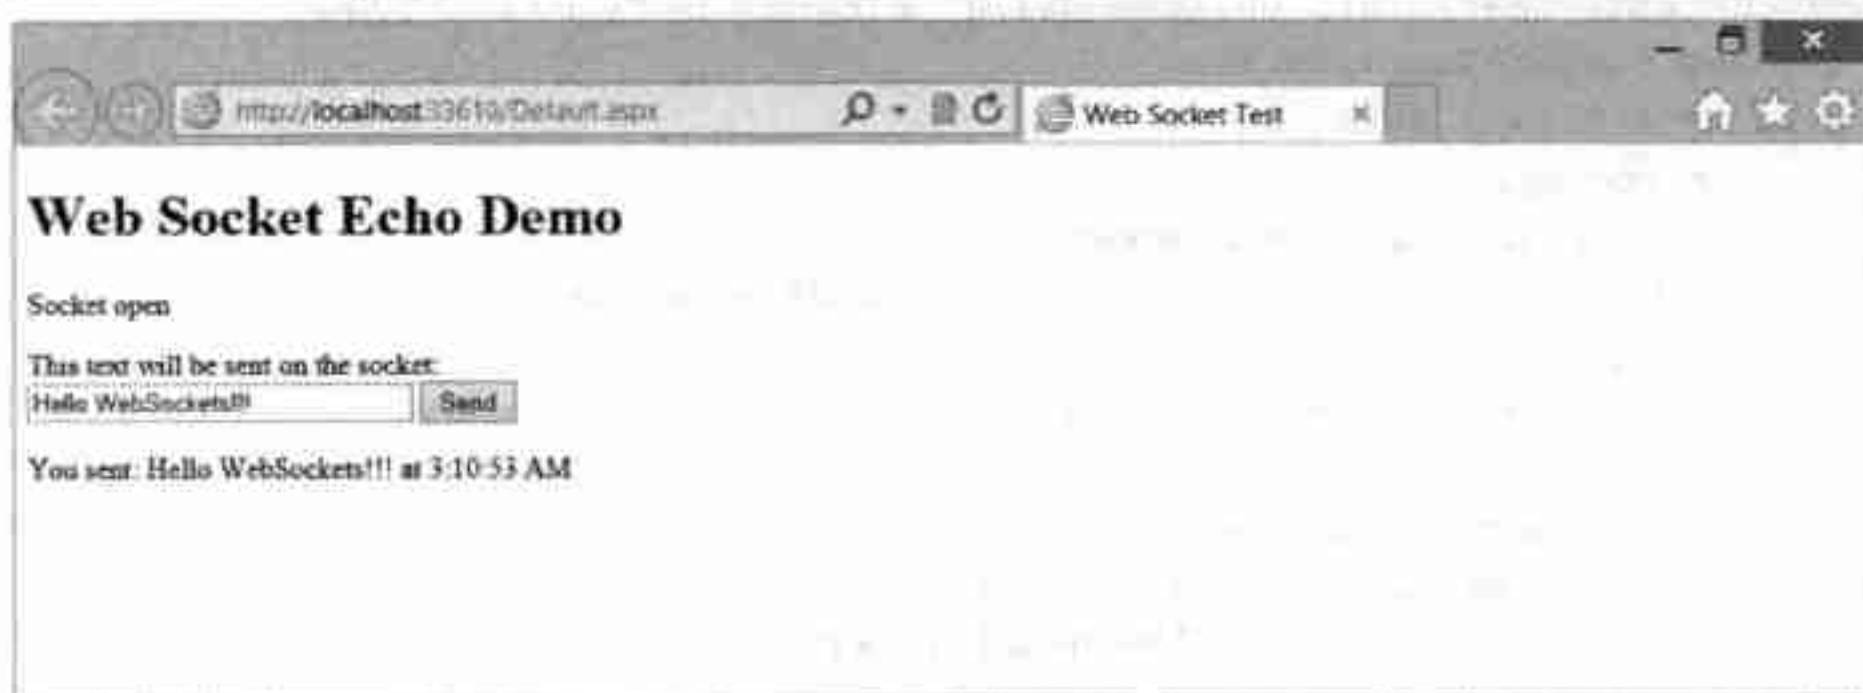 http://localhost:33610/Default.aspx
Web Socket Test
Web Socket Echo Demo
Socket open
This text will be sent on the socket:
Hello WebSockets!!!
Send
You sent: Hello WebSockets!!! at 3:10:53 AM